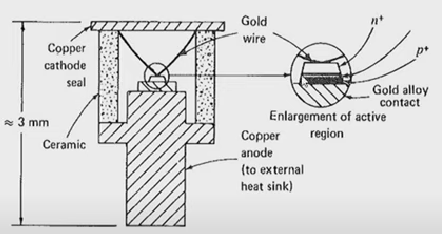 Copper
cathode
seal
≈ 3 mm
Ceramic
Gold
wire
Copper
anode
(to external
heat sink)
n⁺
p⁺
Gold alloy
contact
Enlargement of active
region